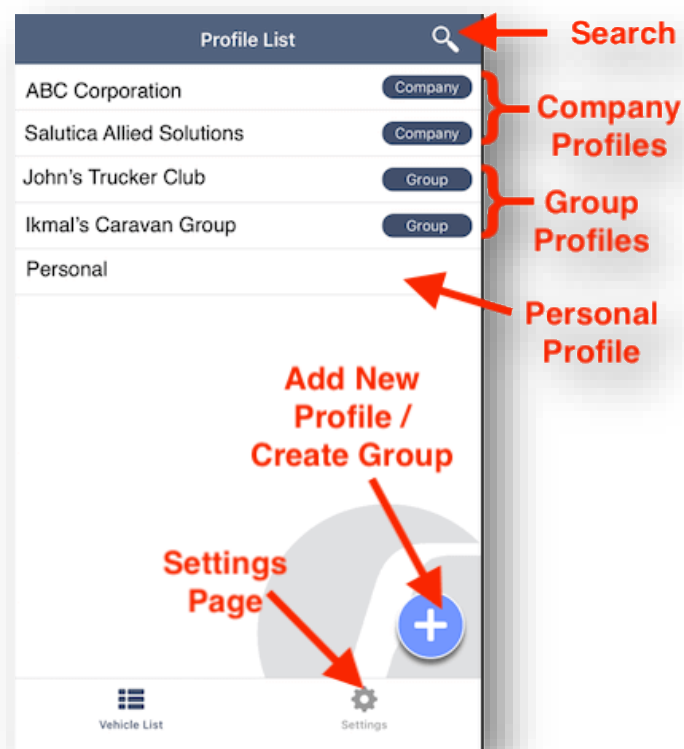 Profile List
Search
ABC Corporation Company
Salutica Allied Solutions Company
Company
Profiles
John's Trucker Club Group
Ikmal's Caravan Group Group
Group
Profiles
Personal
Personal
Profile
Add New
Profile /
Create Group
Settings
Page
Vehicle List Settings